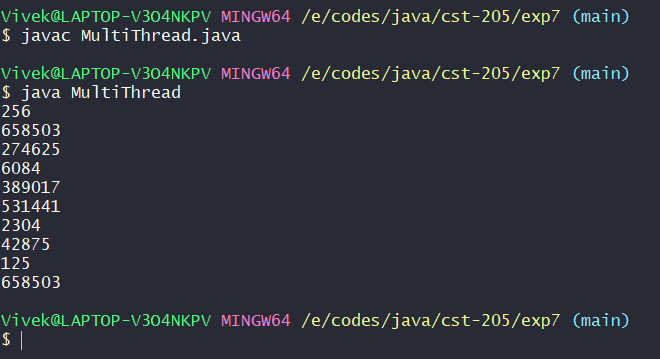 Vivek@LAPTOP-V3O4NKPV MINGW64 /e/codes/java/cst-205/exp7 (main)
$ javac MultiThread.java
Vivek@LAPTOP-V3O4NKPV MINGW64 /e/codes/java/cst-205/exp7 (main)
$ java MultiThread
256
658503
274625
6084
389017
531441
2304
42875
125
658503
Vivek@LAPTOP-V3O4NKPV MINGW64 /e/codes/java/cst-205/exp7 (main)
$